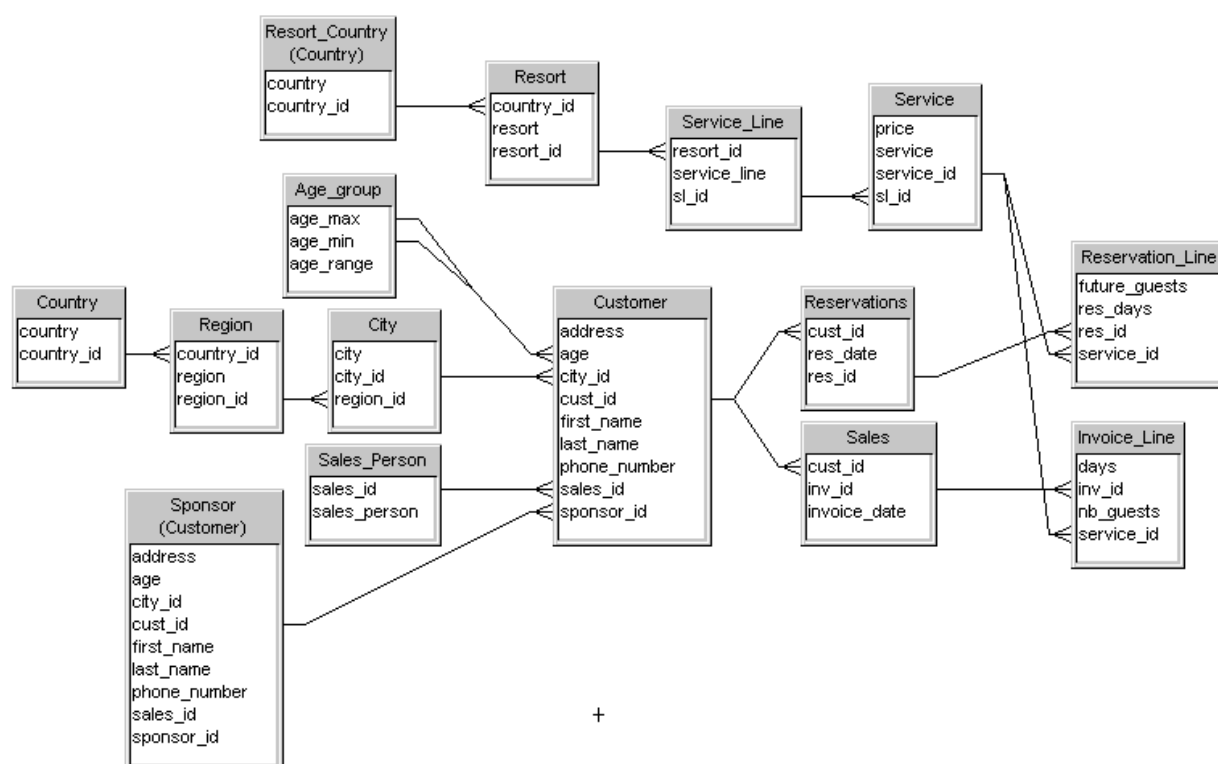 Resort_Country
(Country)
country
country_id
Resort
country_id
resort
resort_id
Service_Line
resort_id
service_line
sl_id
Service
price
service
service_id
sl_id
Age_group
age_max
age_min
age_range
Country
country
country_id
Region
country_id
region
region_id
City
city
city_id
region_id
Customer
address
age
city_id
cust_id
first_name
last_name
phone_number
sales_id
sponsor_id
Reservations
cust_id
res_date
res_id
Reservation_Line
future_guests
res_days
res_id
service_id
Sales_Person
sales_id
sales_person
Sales
cust_id
inv_id
invoice_date
Invoice_Line
days
inv_id
nb_guests
service_id
Sponsor
(Customer)
address
age
city_id
cust_id
first_name
last_name
phone_number
sales_id
sponsor_id